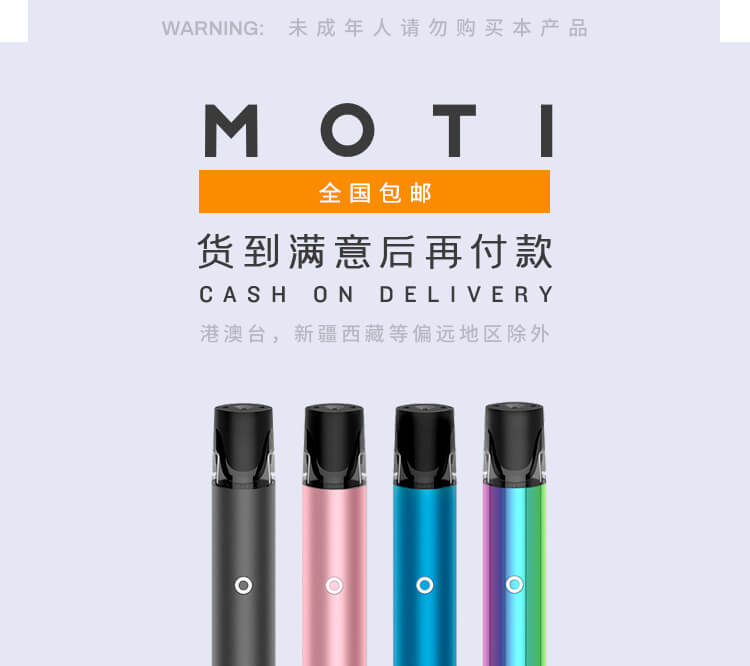 WARNING: 未成年人请勿购买本产品
MOTI
全国包邮
货到满意后再付款
CASH ON DELIVERY
港澳台，新疆西藏等偏远地区除外